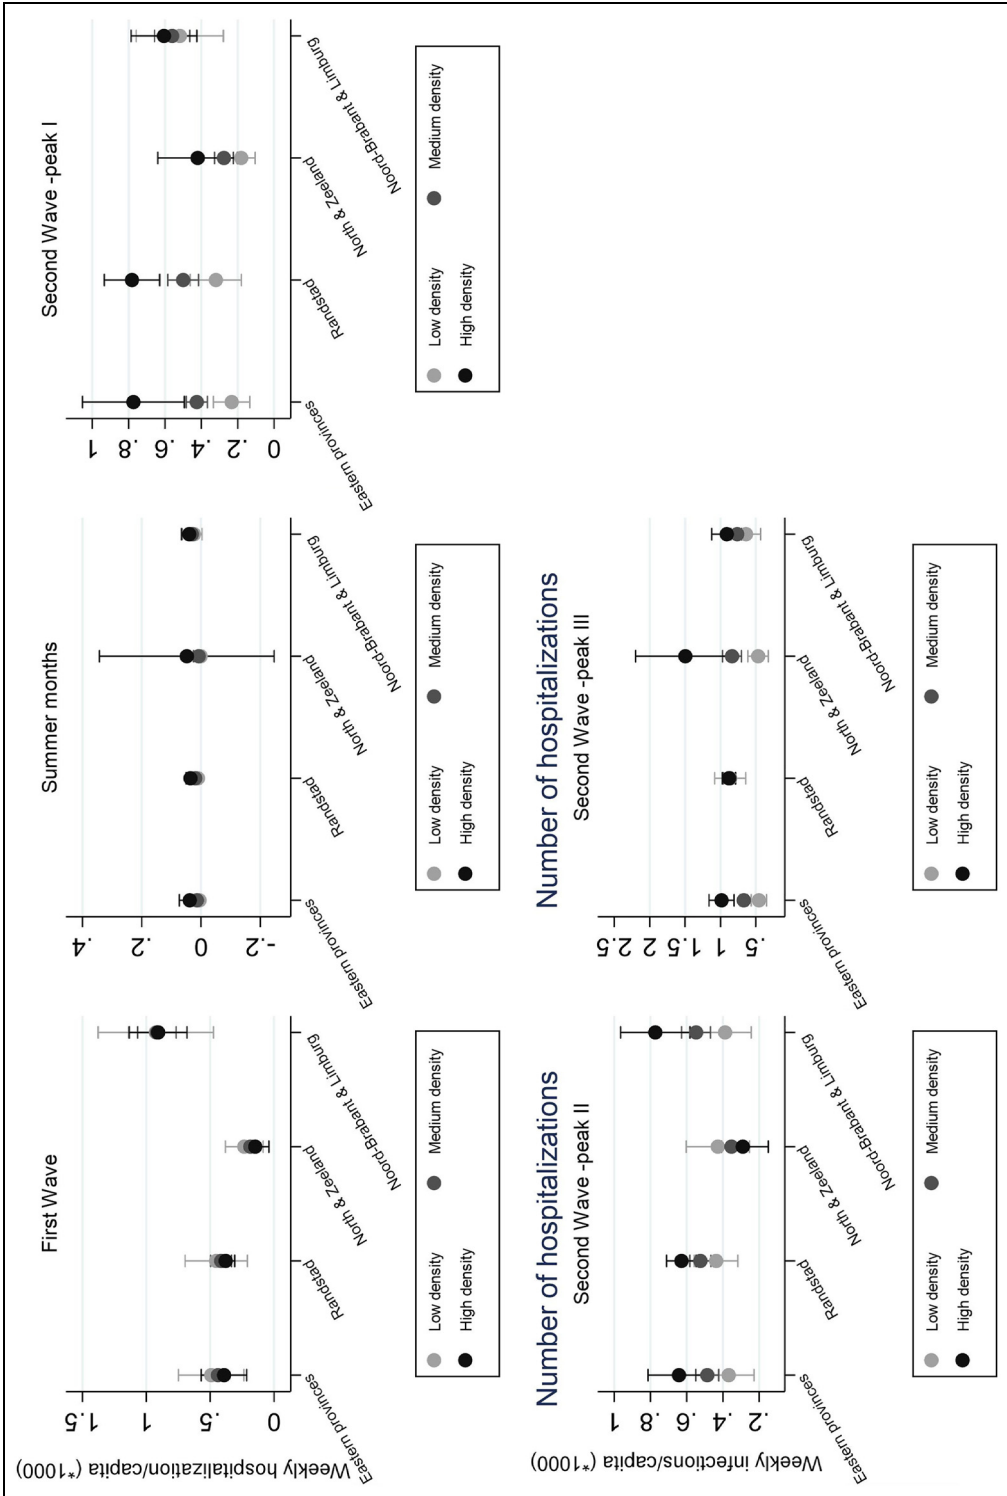 First Wave
Weekly hospitalization/capita (*1000)
1.5
1
.5
0
Eastern provinces
Randstad
North & Zeeland
Noord-Brabant & Limburg
Low density
Medium density
High density
Summer months
.4
.2
0
-.2
Eastern provinces
Randstad
North & Zeeland
Noord-Brabant & Limburg
Low density
Medium density
High density
Second Wave -peak I
1
.8
.6
.4
.2
0
Eastern provinces
Randstad
North & Zeeland
Noord-Brabant & Limburg
Low density
Medium density
High density
Number of hospitalizations
Second Wave -peak II
Weekly infections/capita (*1000)
1
.8
.6
.4
.2
Eastern provinces
Randstad
North & Zeeland
Noord-Brabant & Limburg
Low density
Medium density
High density
Number of hospitalizations
Second Wave -peak III
2.5
2
1.5
1
.5
Eastern provinces
Randstad
North & Zeeland
Noord-Brabant & Limburg
Low density
Medium density
High density